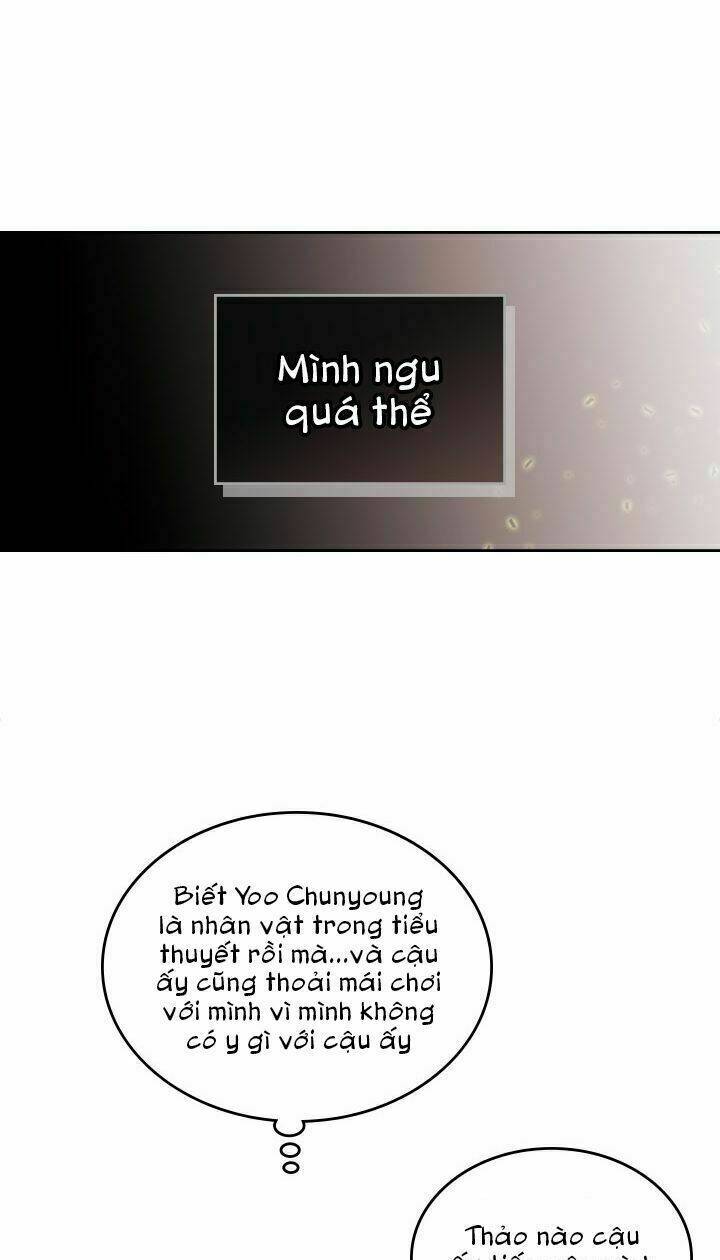 Mình ngu
quá thể
Biết Yoo Chunyoung
là nhân vật trong tiểu
thuyết rồi mà...và cậu
ấy cũng thoải mái chơi
với mình vì mình không
có y gì với cậu ấy
Thảo nào cậu